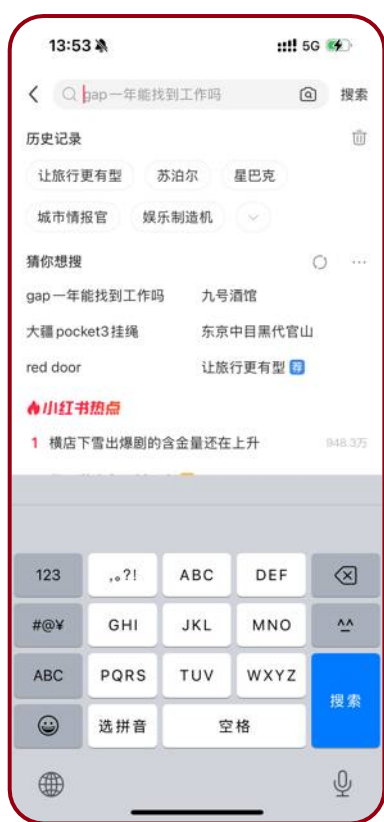 13:53 5G
gap一年能找到工作吗 搜索
历史记录
让旅行更有型 苏泊尔 星巴克
城市情报官 娱乐制造机
猜你想搜
gap一年能找到工作吗 九号酒馆
大疆pocket3挂绳 东京中目黑代官山
red door 让旅行更有型 荐
小红书热点
1 横店下雪出爆剧的含金量还在上升 948.3万
123 ,。?! ABC DEF
#@¥ GHI JKL MNO ^^
ABC PQRS TUV WXYZ 搜索
选拼音 空格